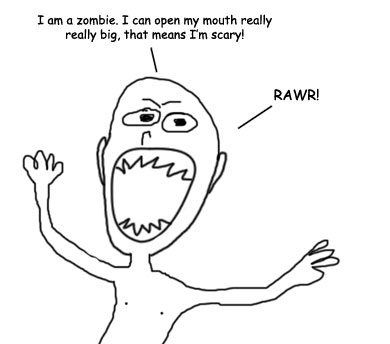 I am a zombie. I can open my mouth really
really big, that means I'm scary!
RAWR!